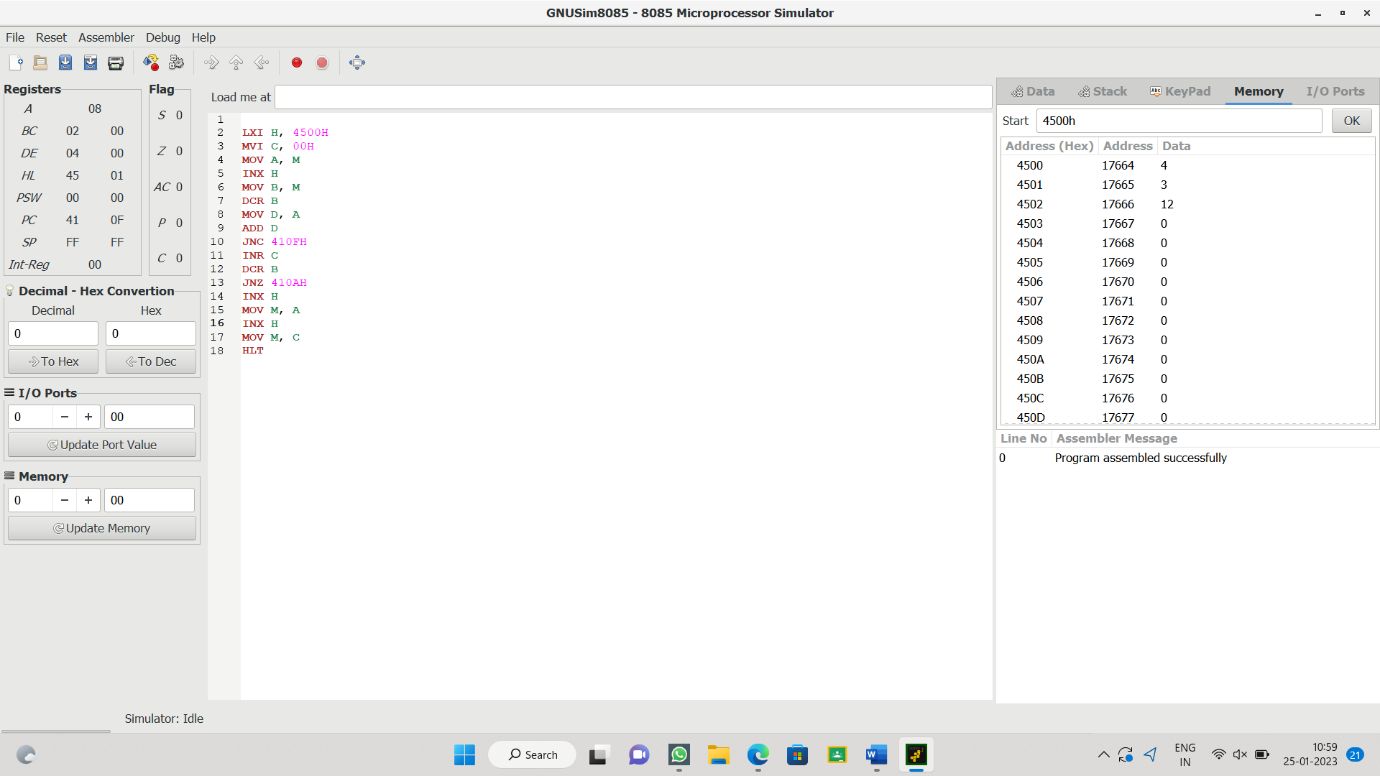 GNUSim8085 - 8085 Microprocessor Simulator
File Reset Assembler Debug Help
Registers
A 08
BC 02 00
DE 04 00
HL 45 01
PSW 00 00
PC 41 0F
SP FF FF
Int-Reg 00
Flag
S 0
Z 0
AC 0
P 0
C 0
Decimal - Hex Convertion
Decimal Hex
0 0
To Hex To Dec
I/O Ports
0 − + 00
Update Port Value
Memory
0 − + 00
Update Memory
Load me at
1
2 LXI H, 4500H
3 MVI C, 00H
4 MOV A, M
5 INX H
6 MOV B, M
7 DCR B
8 MOV D, A
9 ADD D
10 JNC 410FH
11 INR C
12 DCR B
13 JNZ 410AH
14 INX H
15 MOV M, A
16 INX H
17 MOV M, C
18 HLT
Data Stack Abc KeyPad Memory I/O Ports
Start 4500h OK
Address (Hex) Address Data
4500 17664 4
4501 17665 3
4502 17666 12
4503 17667 0
4504 17668 0
4505 17669 0
4506 17670 0
4507 17671 0
4508 17672 0
4509 17673 0
450A 17674 0
450B 17675 0
450C 17676 0
450D 17677 0
Line No Assembler Message
0 Program assembled successfully
Simulator: Idle
Search
ENG
IN
10:59
25-01-2023
21